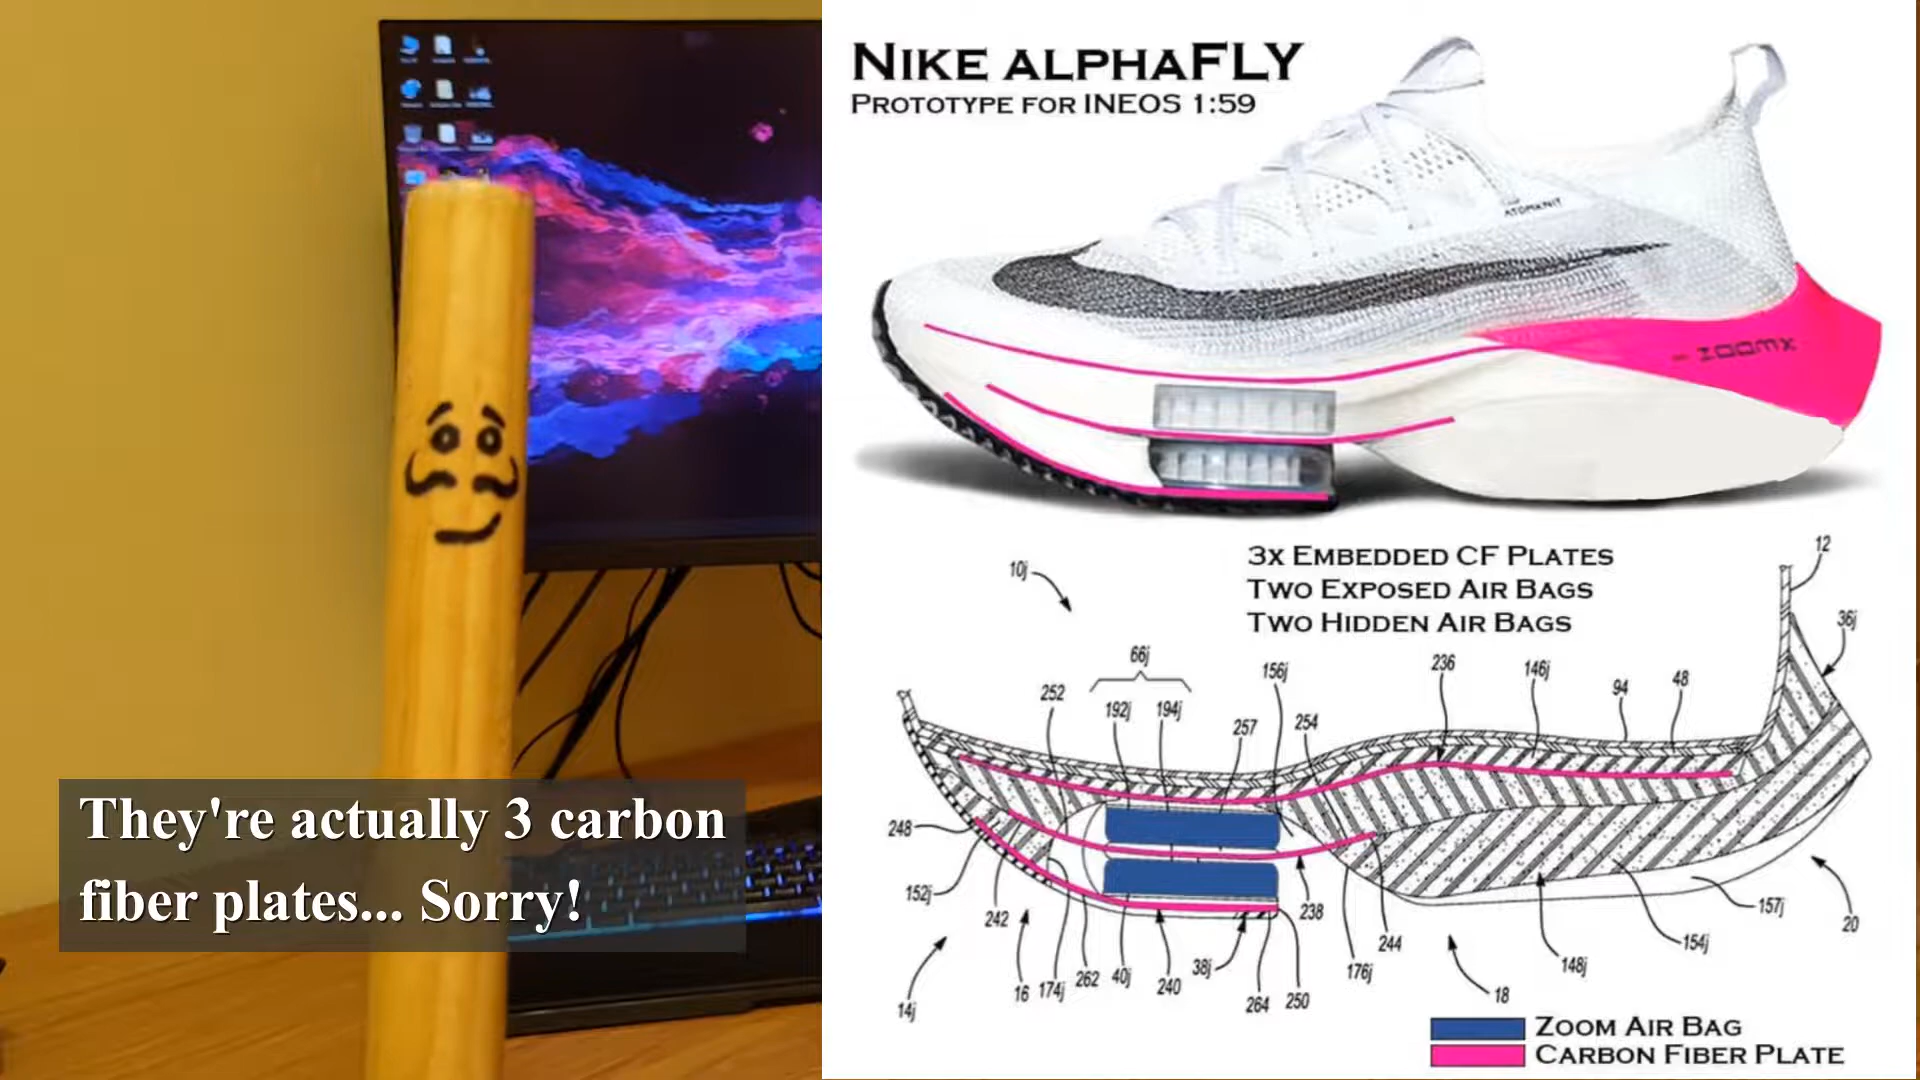 They're actually 3 carbon
fiber plates... Sorry!
NIKE ALPHAFLY
PROTOTYPE FOR INEOS 1:59
ATOMKNIT
ZOOMX
3X EMBEDDED CF PLATES
TWO EXPOSED AIR BAGS
TWO HIDDEN AIR BAGS
10j
12
36j
66j
156j
236
146j
94
48
252
192j
194j
257
254
248
152j
242
16
174j
262
40j
240
38j
264
250
238
176j
244
14j
18
148j
154j
157j
20
ZOOM AIR BAG
CARBON FIBER PLATE